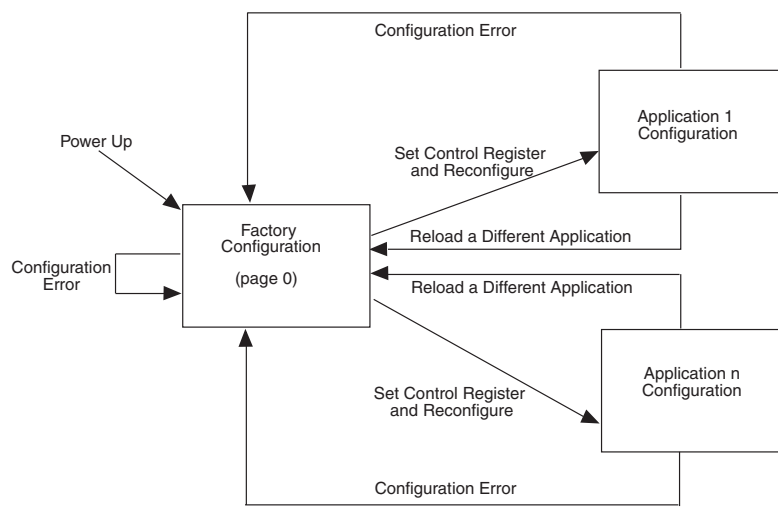 Configuration Error
Application 1
Configuration
Power Up
Set Control Register
and Reconfigure
Factory
Configuration
(page 0)
Reload a Different Application
Configuration
Error
Reload a Different Application
Application n
Configuration
Set Control Register
and Reconfigure
Configuration Error